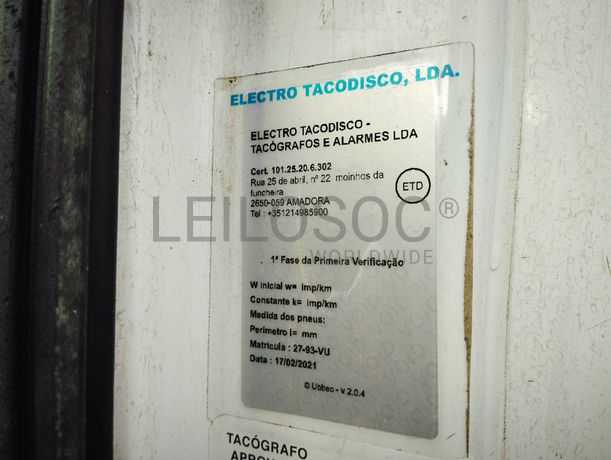 ELECTRO TACODISCO, LDA.
ELECTRO TACODISCO -
TACÓGRAFOS E ALARMES LDA
Cert. 101.25.20.6.302
Rua 25 de abril, nº 22 moinhos da
funcheira
2650-059 AMADORA
Tel : +351214985900
ETD
LEILOSOC®
WORLDWIDE
. 1ª Fase da Primeira Verificação
W inicial w= imp/km
Constante k= imp/km
Medida dos pneus:
Perimetro l= mm
Matricula : 27-93-VU
Data : 17/02/2021
© Ubbeo - v 2.0.4
TACÓGRAFO